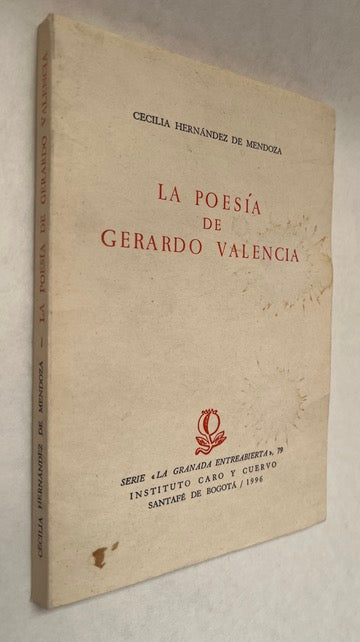 CECILIA HERNÁNDEZ DE MENDOZA
LA POESÍA
DE
GERARDO VALENCIA
SERIE «LA GRANADA ENTREABIERTA», 79
INSTITUTO CARO Y CUERVO
SANTAFÉ DE BOGOTÁ / 1996
CECILIA HERNÁNDEZ DE MENDOZA — LA POESÍA DE GERARDO VALENCIA